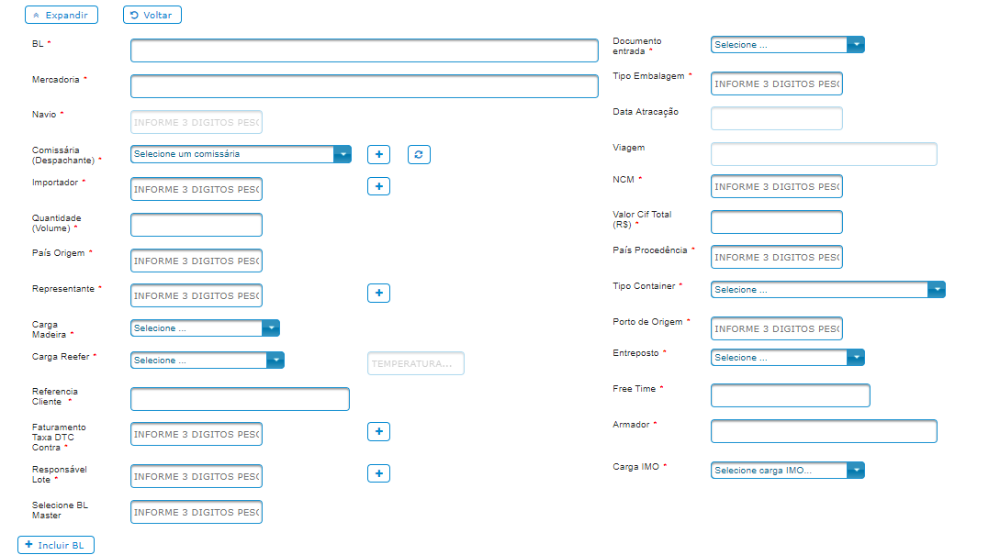 Expandir
Voltar
BL *
Documento
entrada *
Selecione ...
Mercadoria *
Tipo Embalagem *
INFORME 3 DIGITOS PESQ
Navio *
INFORME 3 DIGITOS PESQ
Data Atracação
Comissária
(Despachante) *
Selecione um comissária
Viagem
Importador *
INFORME 3 DIGITOS PESQ
NCM *
INFORME 3 DIGITOS PESQ
Quantidade
(Volume) *
Valor Cif Total
(R$) *
País Origem *
INFORME 3 DIGITOS PESQ
País Procedência *
INFORME 3 DIGITOS PESQ
Representante *
INFORME 3 DIGITOS PESQ
Tipo Container *
Selecione ...
Carga
Madeira *
Selecione ...
Porto de Origem *
INFORME 3 DIGITOS PESQ
Carga Reefer *
Selecione ...
TEMPERATURA...
Entreposto *
Selecione ...
Referencia
Cliente *
Free Time *
Faturamento
Taxa DTC
Contra *
INFORME 3 DIGITOS PESQ
Armador *
Responsável
Lote *
INFORME 3 DIGITOS PESQ
Carga IMO *
Selecione carga IMO...
Selecione BL
Master
INFORME 3 DIGITOS PESQ
Incluir BL